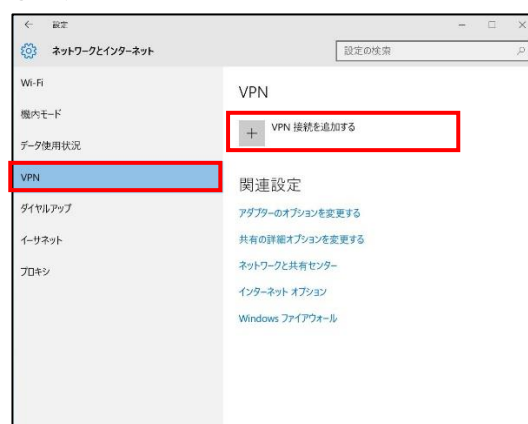 設定
ネットワークとインターネット
設定の検索
Wi-Fi
機内モード
データ使用状況
VPN
ダイヤルアップ
イーサネット
プロキシ
VPN
VPN 接続を追加する
関連設定
アダプターのオプションを変更する
共有の詳細オプションを変更する
ネットワークと共有センター
インターネット オプション
Windows ファイアウォール